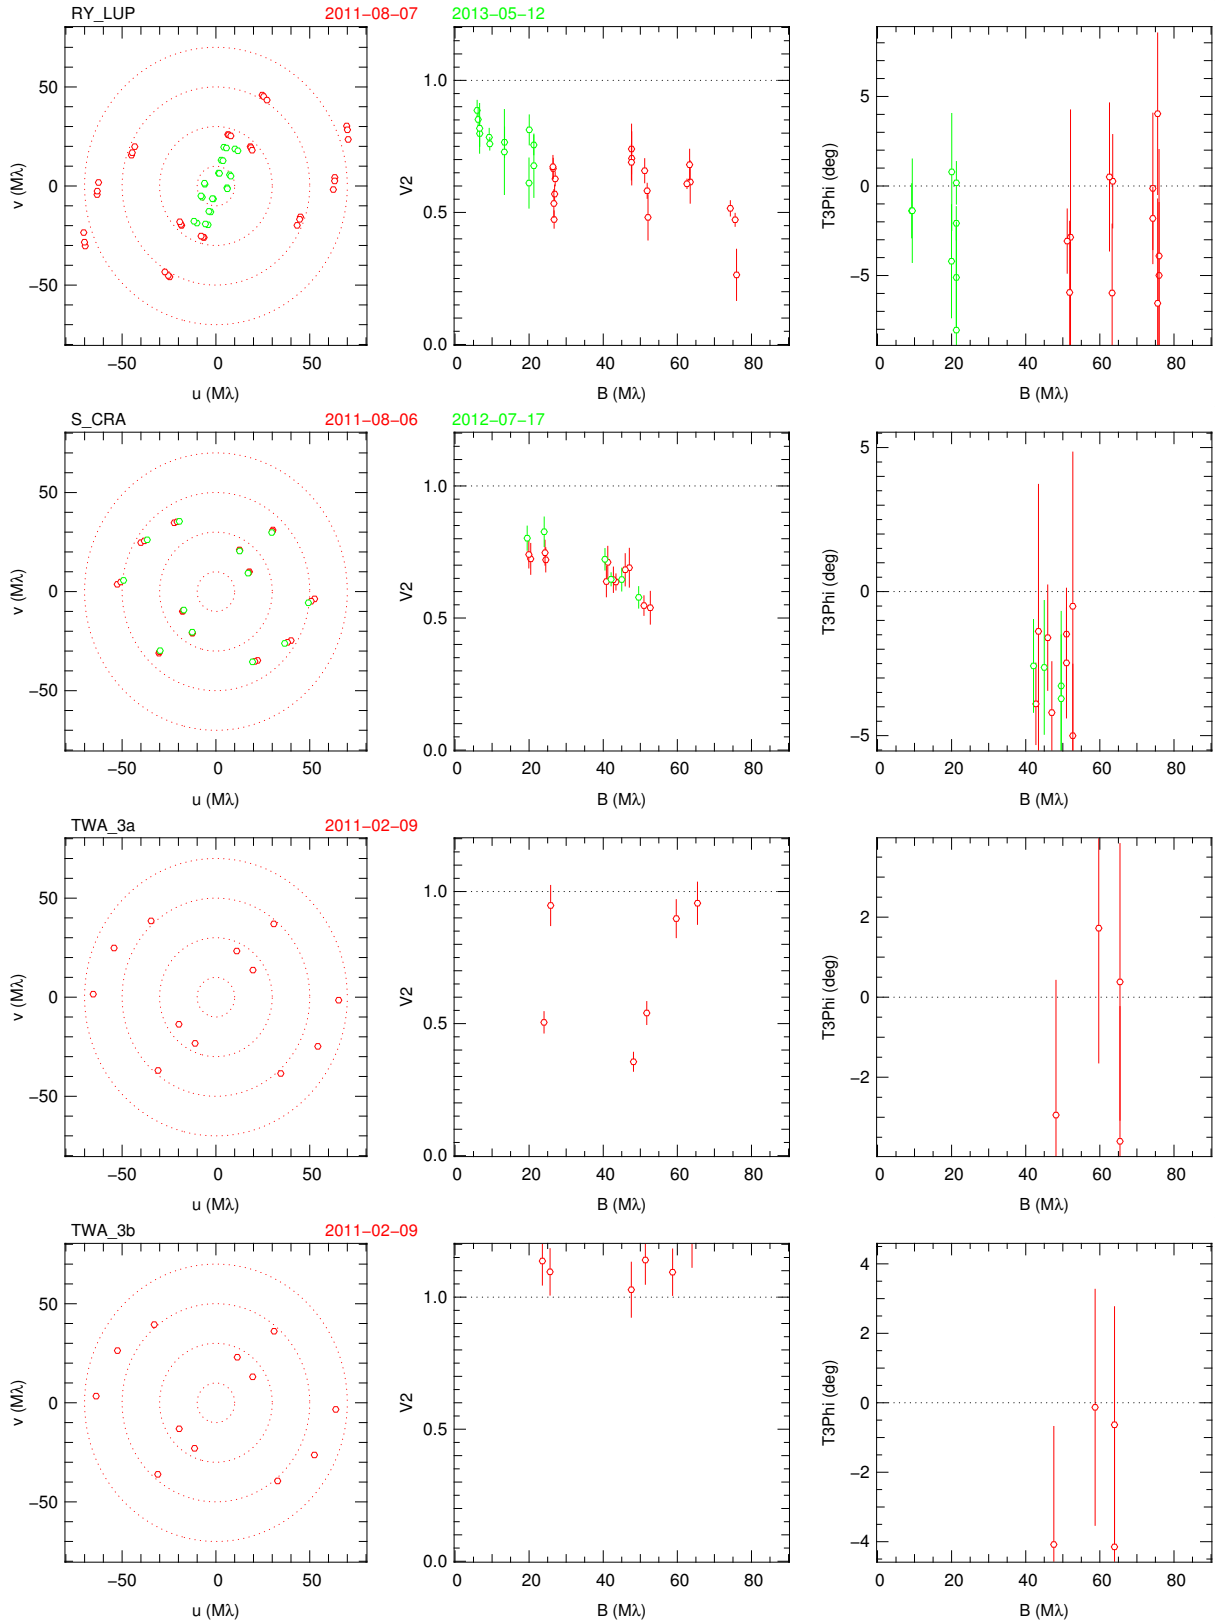 RY_LUP 2011−08−07 2013−05−12
50
0
−50
v (Mλ)
−50 0 50
u (Mλ)
1.0
0.5
0.0
V2
0 20 40 60 80
B (Mλ)
5
0
−5
T3Phi (deg)
0 20 40 60 80
B (Mλ)
S_CRA 2011−08−06 2012−07−17
50
0
−50
v (Mλ)
−50 0 50
u (Mλ)
1.0
0.5
0.0
V2
0 20 40 60 80
B (Mλ)
5
0
−5
T3Phi (deg)
0 20 40 60 80
B (Mλ)
TWA_3a 2011−02−09
50
0
−50
v (Mλ)
−50 0 50
u (Mλ)
1.0
0.5
0.0
V2
0 20 40 60 80
B (Mλ)
2
0
−2
T3Phi (deg)
0 20 40 60 80
B (Mλ)
TWA_3b 2011−02−09
50
0
−50
v (Mλ)
−50 0 50
u (Mλ)
1.0
0.5
0.0
V2
0 20 40 60 80
B (Mλ)
4
2
0
−2
−4
T3Phi (deg)
0 20 40 60 80
B (Mλ)